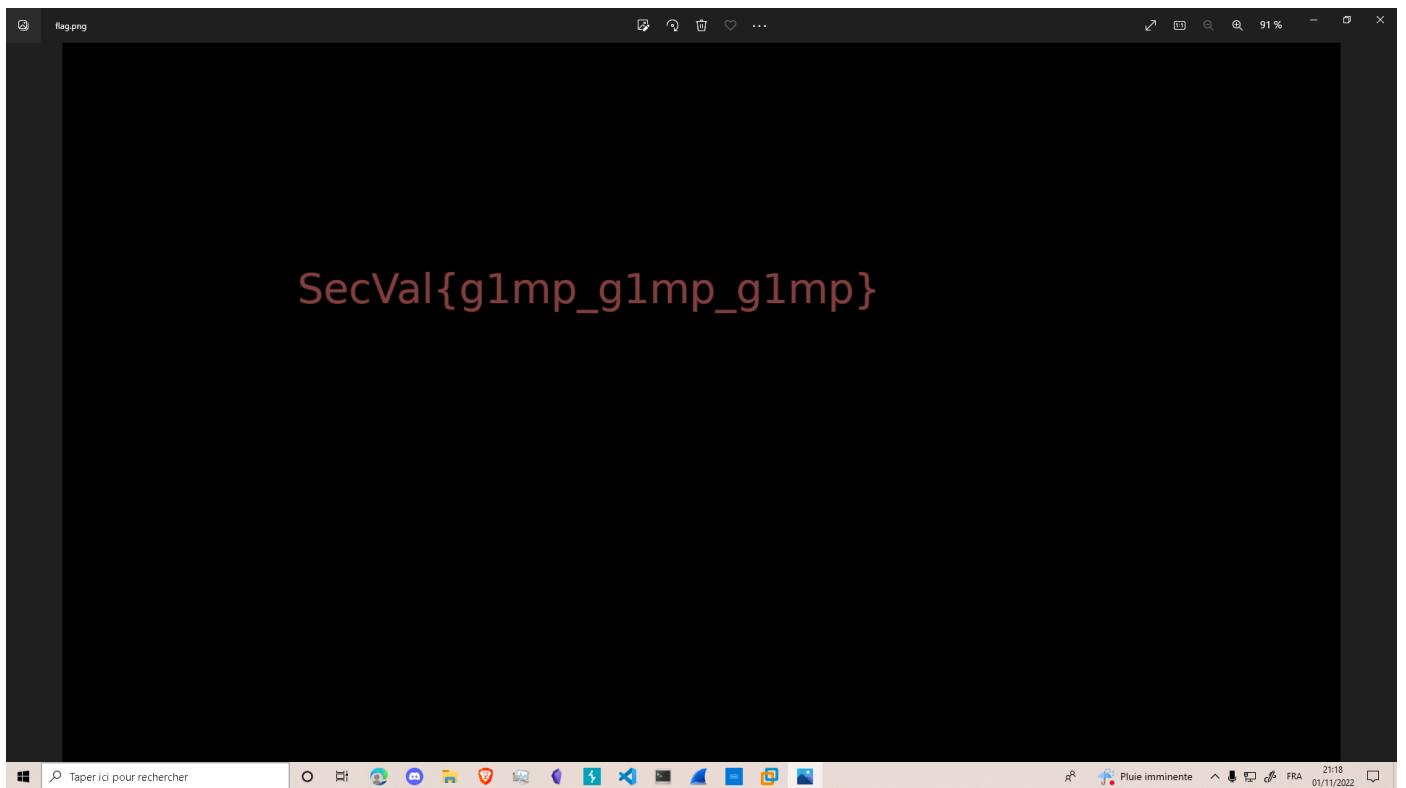 flag.png
91 %
SecVal{g1mp_g1mp_g1mp}
Taper ici pour rechercher
Pluie imminente
FRA
21:18
01/11/2022